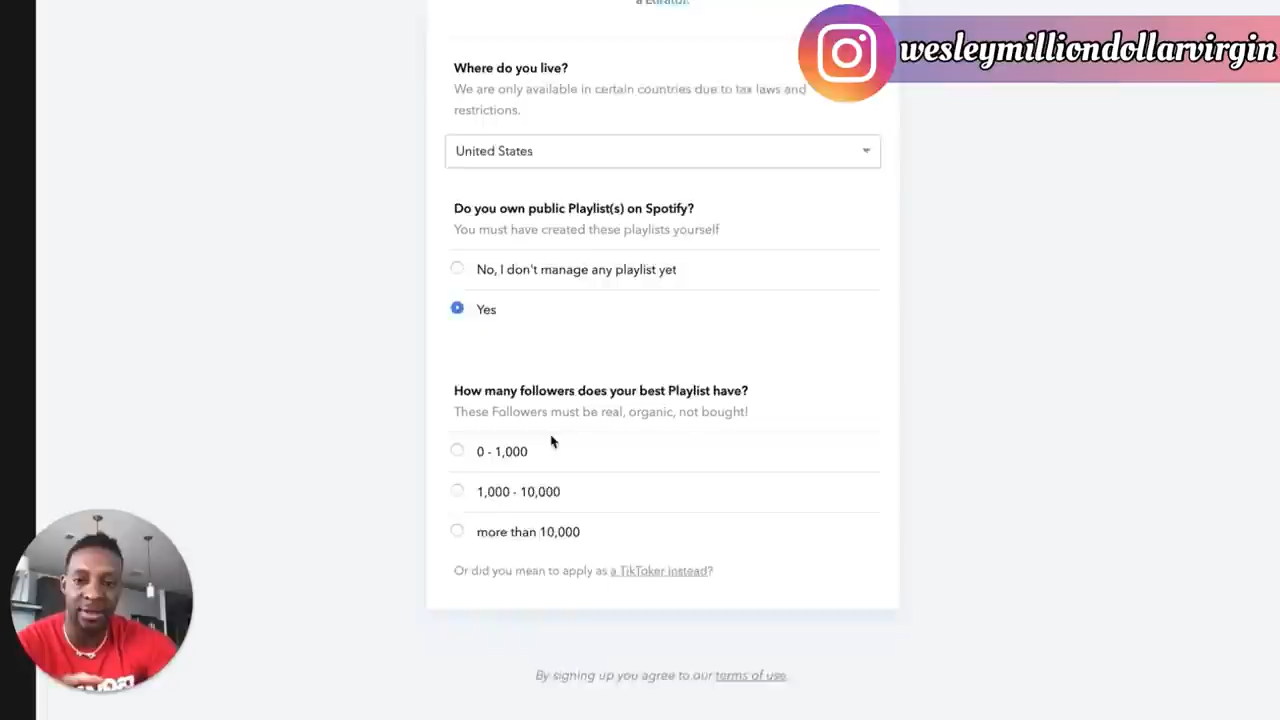 wesleymilliondollarvirgin
Where do you live?
We are only available in certain countries due to tax laws and
restrictions.
United States
Do you own public Playlist(s) on Spotify?
You must have created these playlists yourself
No, I don't manage any playlist yet
Yes
How many followers does your best Playlist have?
These Followers must be real, organic, not bought!
0 - 1,000
1,000 - 10,000
more than 10,000
Or did you mean to apply as a TikToker instead?
By signing up you agree to our terms of use.